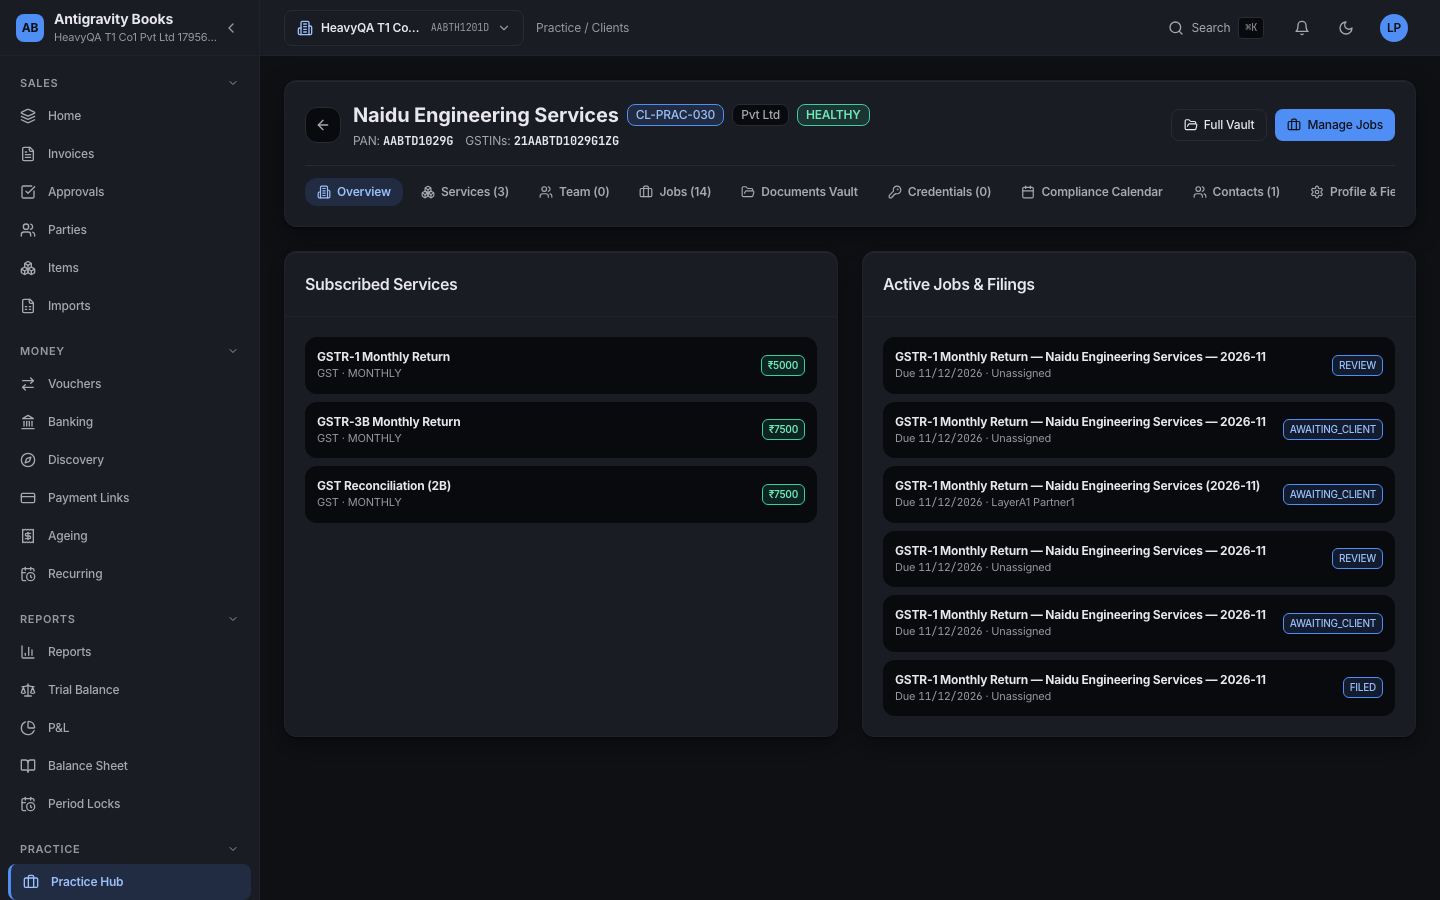 AB
Antigravity Books
HeavyQA T1 Co1 Pvt Ltd 17956...
SALES
Home
Invoices
Approvals
Parties
Items
Imports
MONEY
Vouchers
Banking
Discovery
Payment Links
Ageing
Recurring
REPORTS
Reports
Trial Balance
P&L
Balance Sheet
Period Locks
PRACTICE
Practice Hub
HeavyQA T1 Co... AABTH1201D
Practice / Clients
Search ⌘K
LP
Naidu Engineering Services CL-PRAC-030 Pvt Ltd HEALTHY
PAN: AABTD1029G GSTINs: 21AABTD1029G1ZG
Full Vault
Manage Jobs
Overview
Services (3)
Team (0)
Jobs (14)
Documents Vault
Credentials (0)
Compliance Calendar
Contacts (1)
Profile & Fie
Subscribed Services
GSTR-1 Monthly Return
GST · MONTHLY
₹5000
GSTR-3B Monthly Return
GST · MONTHLY
₹7500
GST Reconciliation (2B)
GST · MONTHLY
₹7500
Active Jobs & Filings
GSTR-1 Monthly Return — Naidu Engineering Services — 2026-11
Due 11/12/2026 · Unassigned
REVIEW
GSTR-1 Monthly Return — Naidu Engineering Services — 2026-11
Due 11/12/2026 · Unassigned
AWAITING_CLIENT
GSTR-1 Monthly Return — Naidu Engineering Services (2026-11)
Due 11/12/2026 · LayerA1 Partner1
AWAITING_CLIENT
GSTR-1 Monthly Return — Naidu Engineering Services — 2026-11
Due 11/12/2026 · Unassigned
REVIEW
GSTR-1 Monthly Return — Naidu Engineering Services — 2026-11
Due 11/12/2026 · Unassigned
AWAITING_CLIENT
GSTR-1 Monthly Return — Naidu Engineering Services — 2026-11
Due 11/12/2026 · Unassigned
FILED